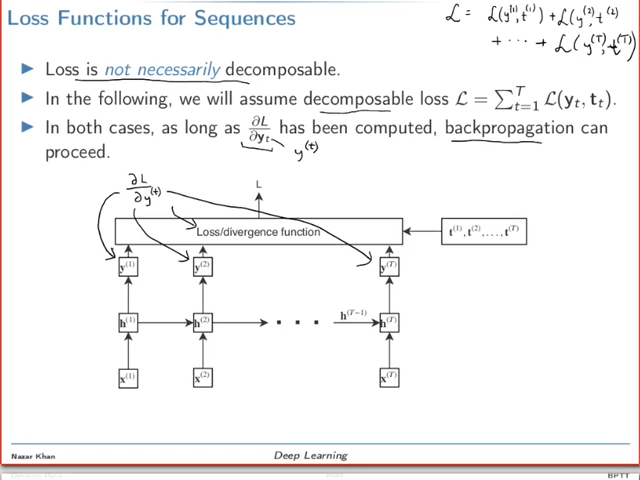 Loss Functions for Sequences
L = L(y⁽¹⁾, t⁽¹⁾) + L(y⁽²⁾, t⁽²⁾)
+ ··· + L(y⁽ᵀ⁾, t⁽ᵀ⁾)
Loss is not necessarily decomposable.
In the following, we will assume decomposable loss L = ∑ₜ₌₁ᵀ L(yₜ, tₜ).
In both cases, as long as ∂L/∂yₜ has been computed, backpropagation can
proceed.
y⁽ᵗ⁾
∂L/∂y⁽ᵗ⁾
L
Loss/divergence function
t⁽¹⁾, t⁽²⁾, . . . , t⁽ᵀ⁾
y⁽¹⁾ y⁽²⁾ y⁽ᵀ⁾
h⁽¹⁾ h⁽²⁾ · · · h⁽ᵀ⁻¹⁾ h⁽ᵀ⁾
x⁽¹⁾ x⁽²⁾ x⁽ᵀ⁾
Nazar Khan Deep Learning
BPTT